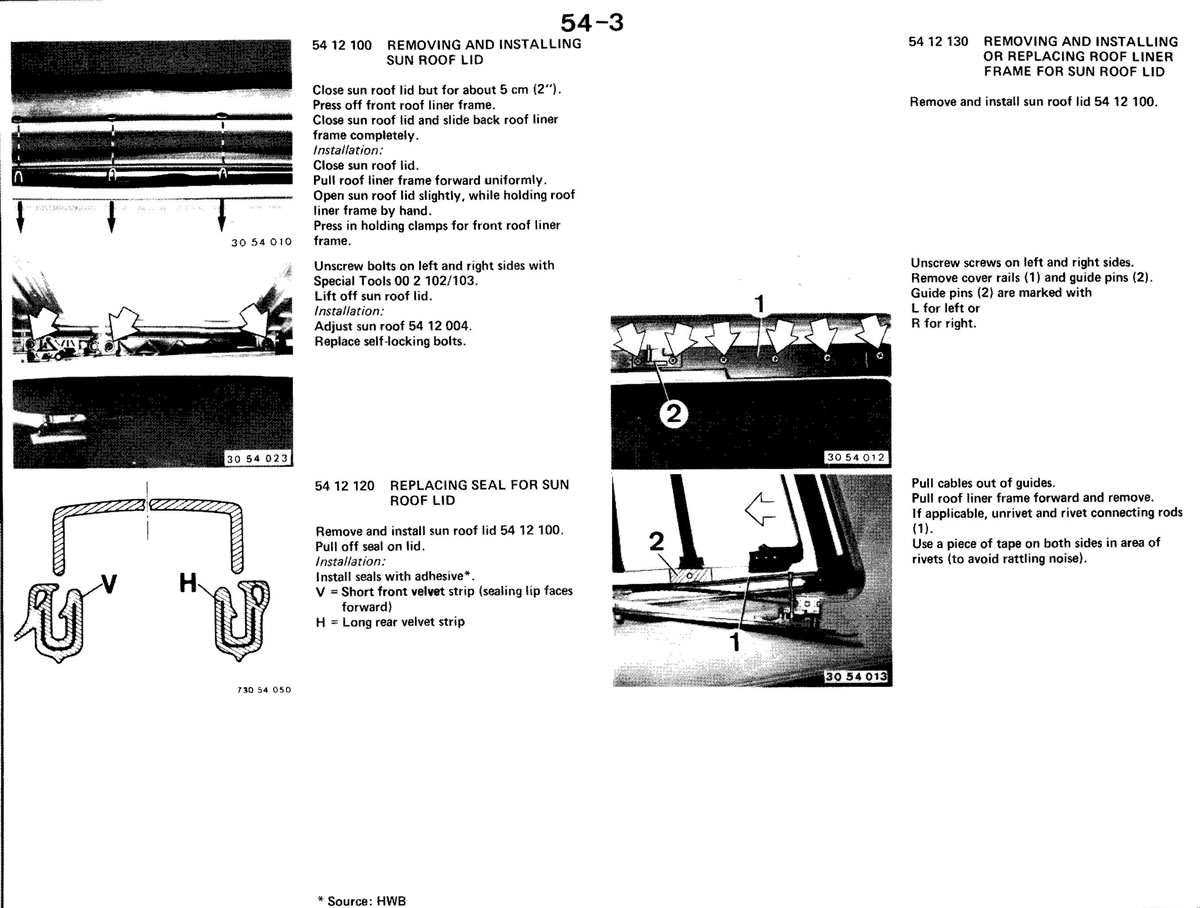 54-3
54 12 100 REMOVING AND INSTALLING
SUN ROOF LID
Close sun roof lid but for about 5 cm (2").
Press off front roof liner frame.
Close sun roof lid and slide back roof liner
frame completely.
Installation:
Close sun roof lid.
Pull roof liner frame forward uniformly.
Open sun roof lid slightly, while holding roof
liner frame by hand.
Press in holding clamps for front roof liner
frame.
30 54 010
Unscrew bolts on left and right sides with
Special Tools 00 2 102/103.
Lift off sun roof lid.
Installation:
Adjust sun roof 54 12 004.
Replace self-locking bolts.
30 54 023
54 12 120 REPLACING SEAL FOR SUN
ROOF LID
Remove and install sun roof lid 54 12 100.
Pull off seal on lid.
Installation:
Install seals with adhesive*.
V = Short front velvet strip (sealing lip faces
forward)
H = Long rear velvet strip
V
H
730 54 050
* Source: HWB
54 12 130 REMOVING AND INSTALLING
OR REPLACING ROOF LINER
FRAME FOR SUN ROOF LID
Remove and install sun roof lid 54 12 100.
Unscrew screws on left and right sides.
Remove cover rails (1) and guide pins (2).
Guide pins (2) are marked with
L for left or
R for right.
1
2
30 54 012
Pull cables out of guides.
Pull roof liner frame forward and remove.
If applicable, unrivet and rivet connecting rods
(1).
Use a piece of tape on both sides in area of
rivets (to avoid rattling noise).
2
1
30 54 013